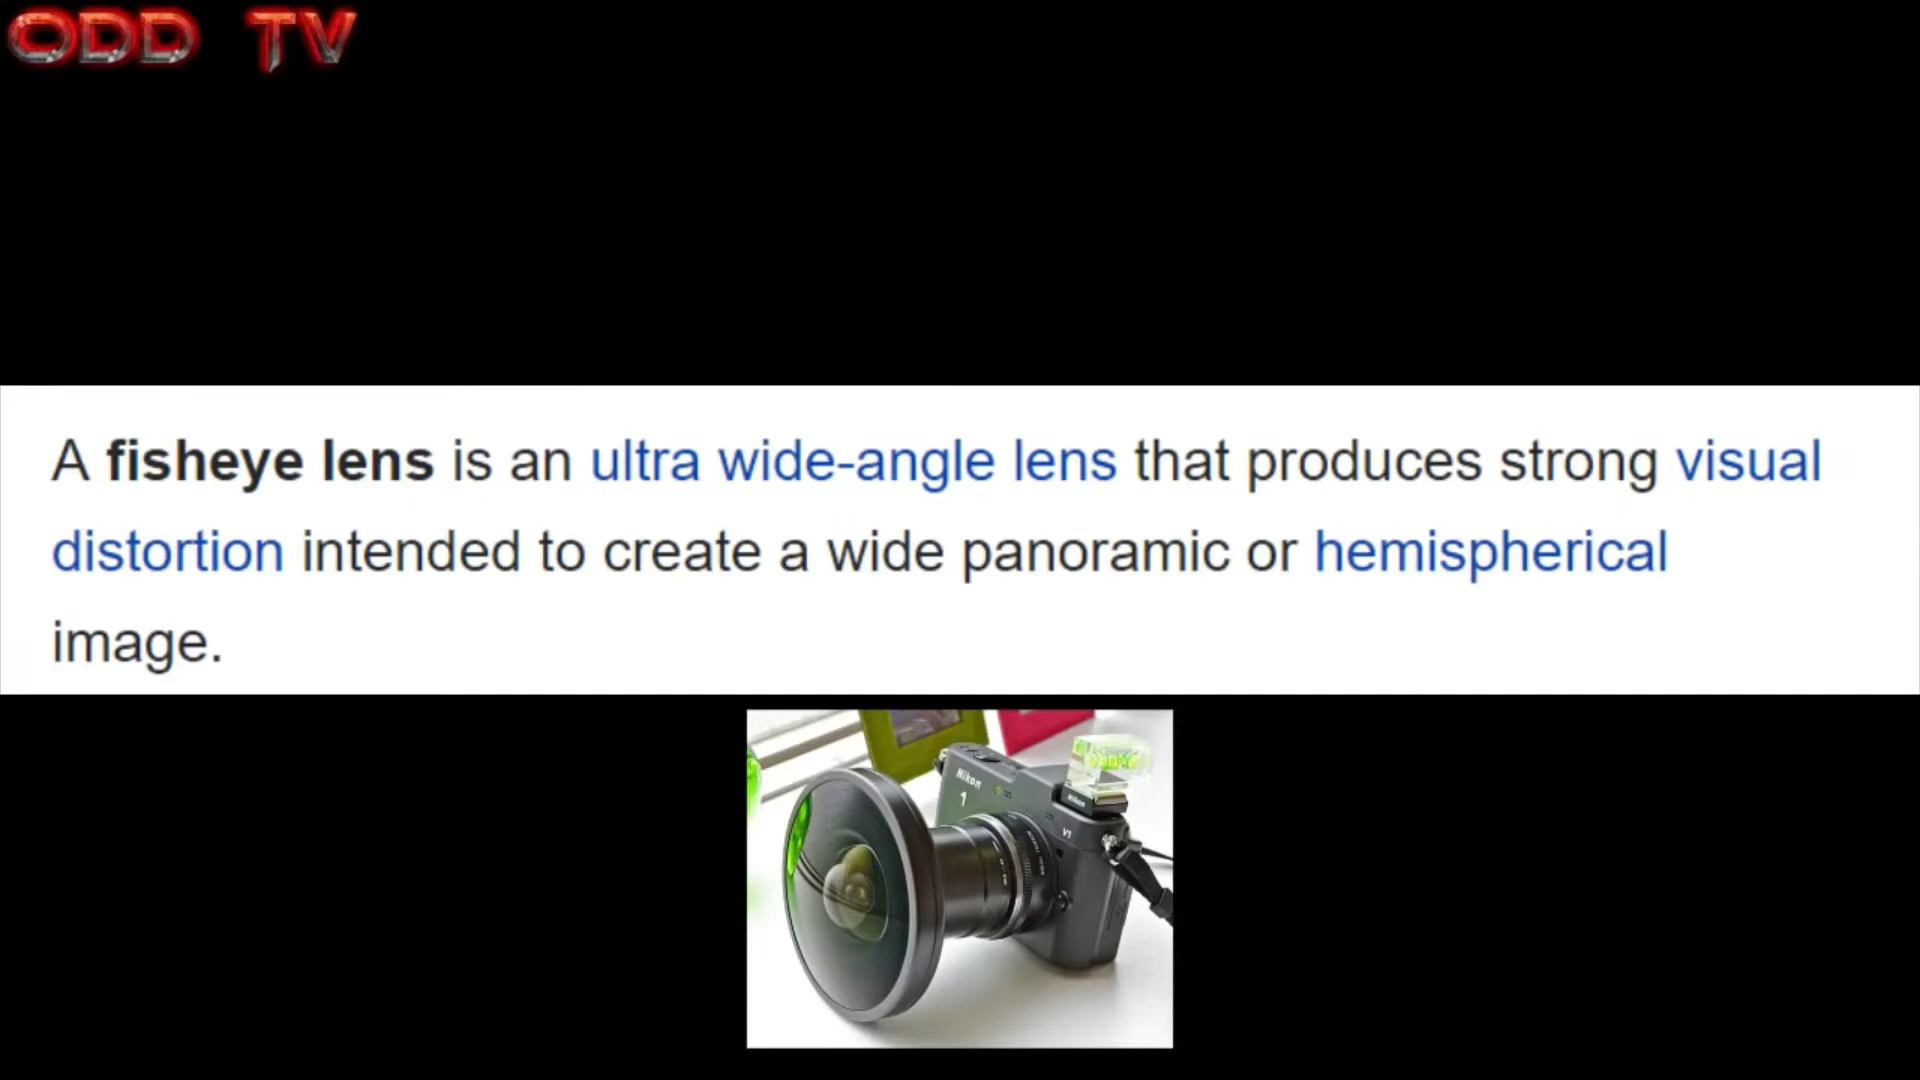 ODD TV
A fisheye lens is an ultra wide-angle lens that produces strong visual
distortion intended to create a wide panoramic or hemispherical
image.
Nikon
1
Nikon
V1